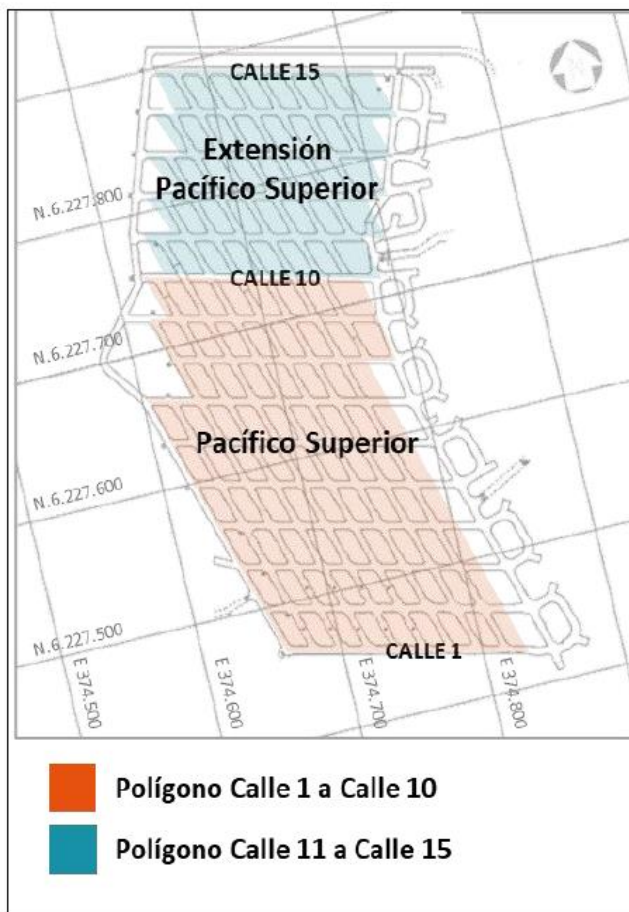 CALLE 15
Extensión
Pacífico Superior
N.6.227.800
CALLE 10
N.6.227.700
Pacífico Superior
N.6.227.600
N.6.227.500
CALLE 1
E 374.500
E 374.600
E 374.700
E 374.800
Polígono Calle 1 a Calle 10
Polígono Calle 11 a Calle 15